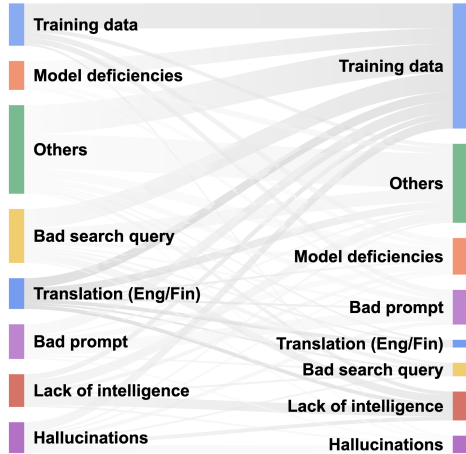 Training data
Model deficiencies
Others
Bad search query
Translation (Eng/Fin)
Bad prompt
Lack of intelligence
Hallucinations
Training data
Others
Model deficiencies
Bad prompt
Translation (Eng/Fin)
Bad search query
Lack of intelligence
Hallucinations